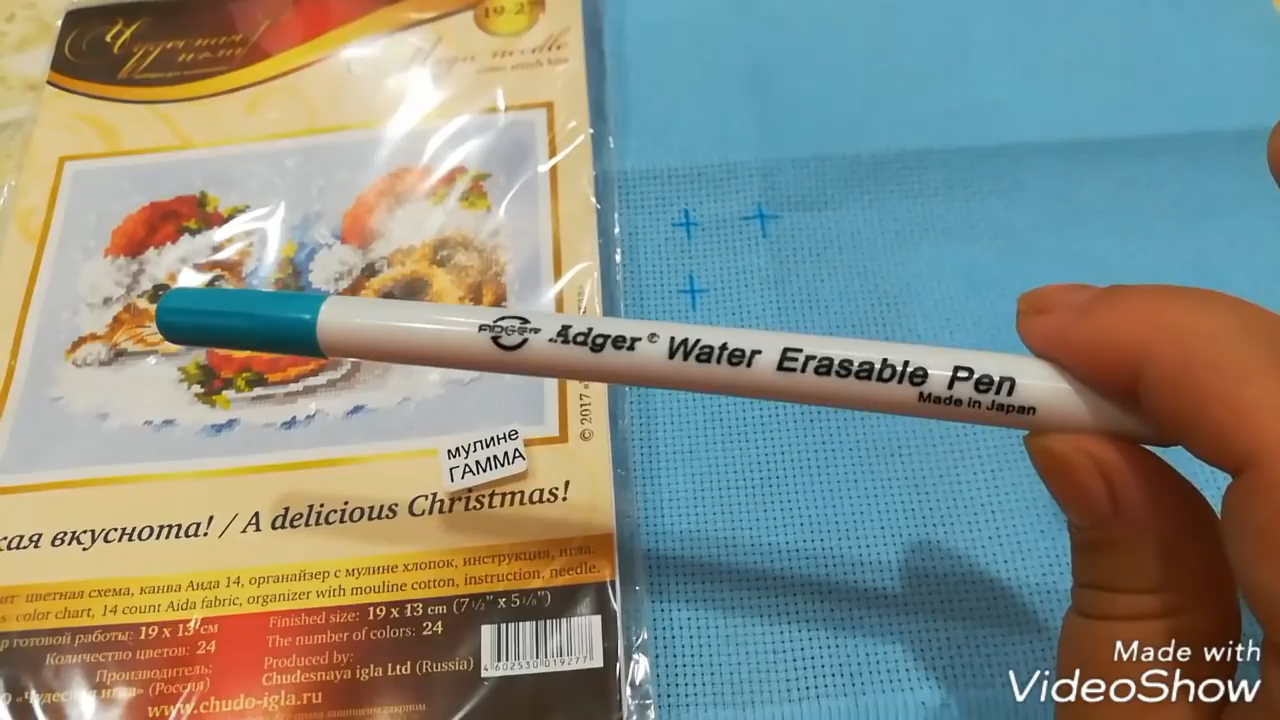 Чудесная
игла
19-27
Magic needle
cross stitch kits
ADGER Adger® Water Erasable Pen
Made in Japan
© 2017
мулине
ГАММА
вкуснота! / A delicious Christmas!
цветная схема, канва Аида 14, органайзер с мулине хлопок, инструкция, игла.
color chart, 14 count Aida fabric, organizer with mouline cotton, instruction, needle.
готовой работы: 19 x 13 см
Количество цветов: 24
Производитель:
«Чудесная игла» (Россия)
www.chudo-igla.ru
Finished size: 19 x 13 cm (7 1/2" x 5 1/8")
The number of colors: 24
Produced by:
Chudesnaya igla Ltd (Russia)
4 602530 019277
права защищены законом.
Made with
VideoShow